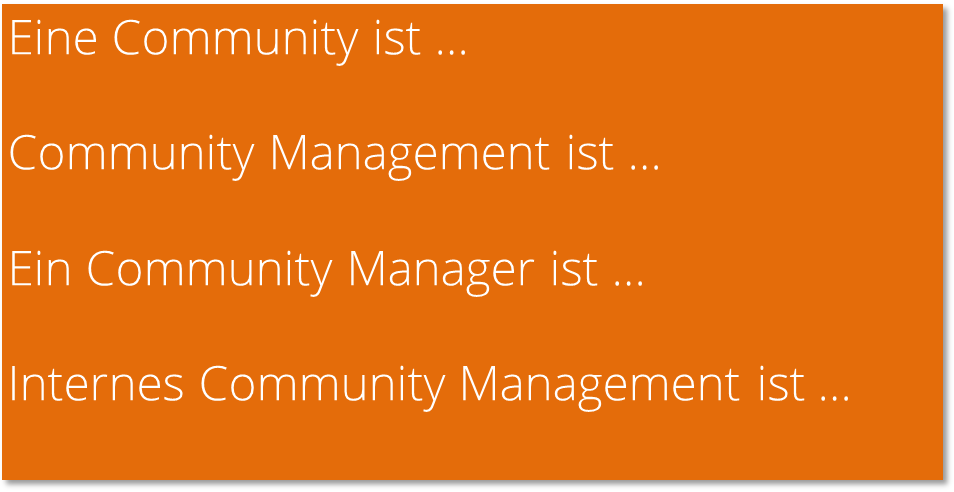 Eine Community ist ...
Community Management ist ...
Ein Community Manager ist ...
Internes Community Management ist ...